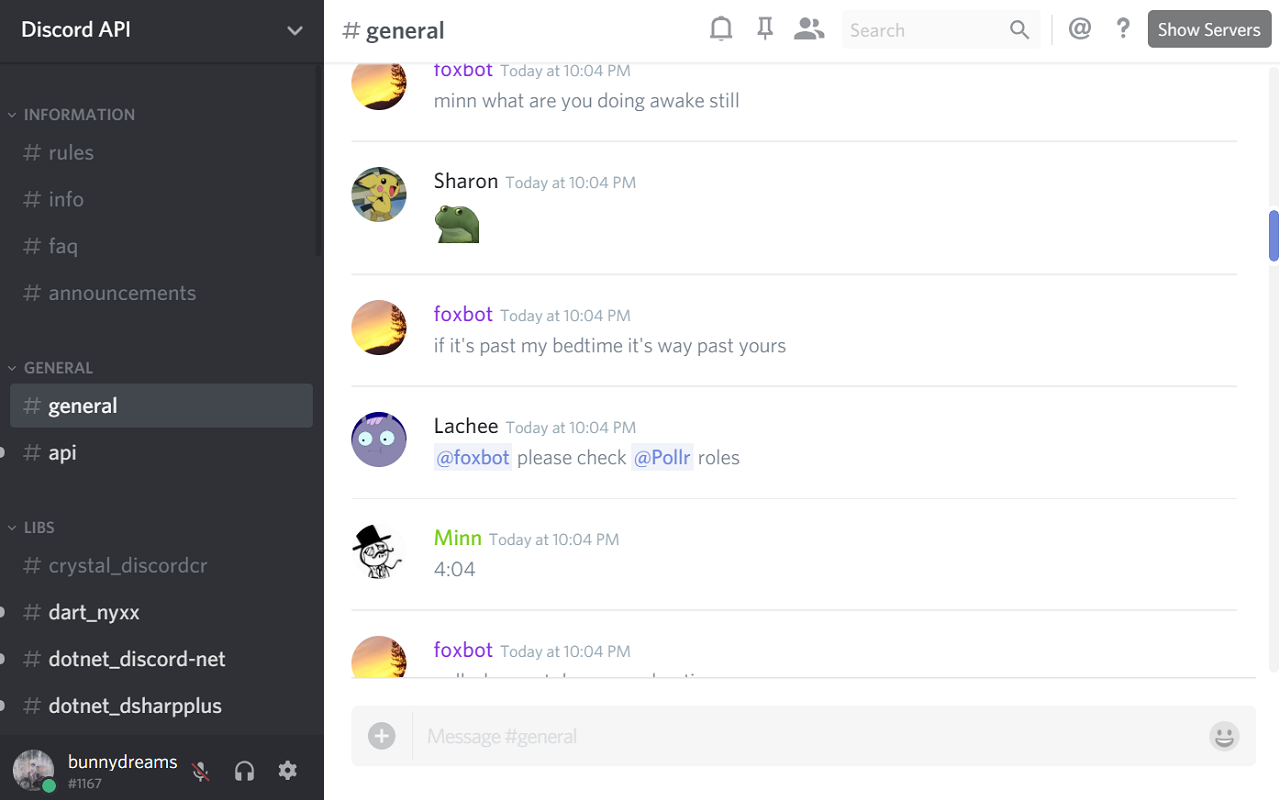 Discord API
INFORMATION
# rules
# info
# faq
# announcements
GENERAL
# general
# api
LIBS
# crystal_discordcr
# dart_nyxx
# dotnet_discord-net
# dotnet_dsharpplus
bunnydreams
#1167
# general
Search
@
?
Show Servers
foxbot Today at 10:04 PM
minn what are you doing awake still
Sharon Today at 10:04 PM
foxbot Today at 10:04 PM
if it's past my bedtime it's way past yours
Lachee Today at 10:04 PM
@foxbot please check @Pollr roles
Minn Today at 10:04 PM
4:04
foxbot Today at 10:04 PM
Message #general